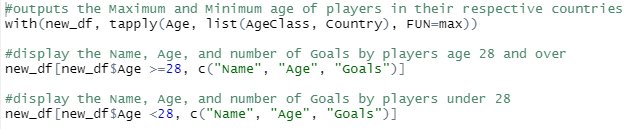 #outputs the Maximum and Minimum age of players in their respective countries
with(new_df, tapply(Age, list(AgeClass, Country), FUN=max))
#display the Name, Age, and number of Goals by players age 28 and over
new_df[new_df$Age >=28, c("Name", "Age", "Goals")]
#display the Name, Age, and number of Goals by players under 28
new_df[new_df$Age <28, c("Name", "Age", "Goals")]